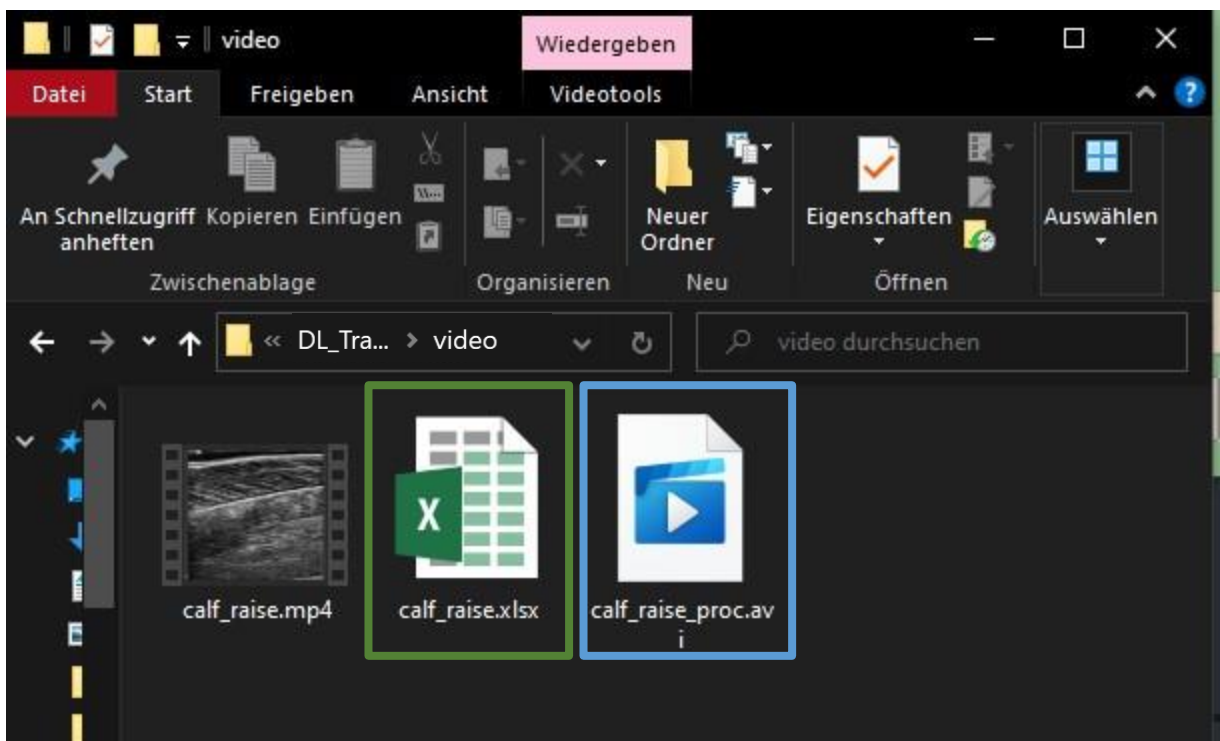 video
Wiedergeben
Datei
Start
Freigeben
Ansicht
Videotools
An Schnellzugriff
anheften
Kopieren
Einfügen
Neuer
Ordner
Eigenschaften
Auswählen
Zwischenablage
Organisieren
Neu
Öffnen
« DL_Tra... > video
video durchsuchen
X
calf_raise.mp4
calf_raise.xlsx
calf_raise_proc.av
i